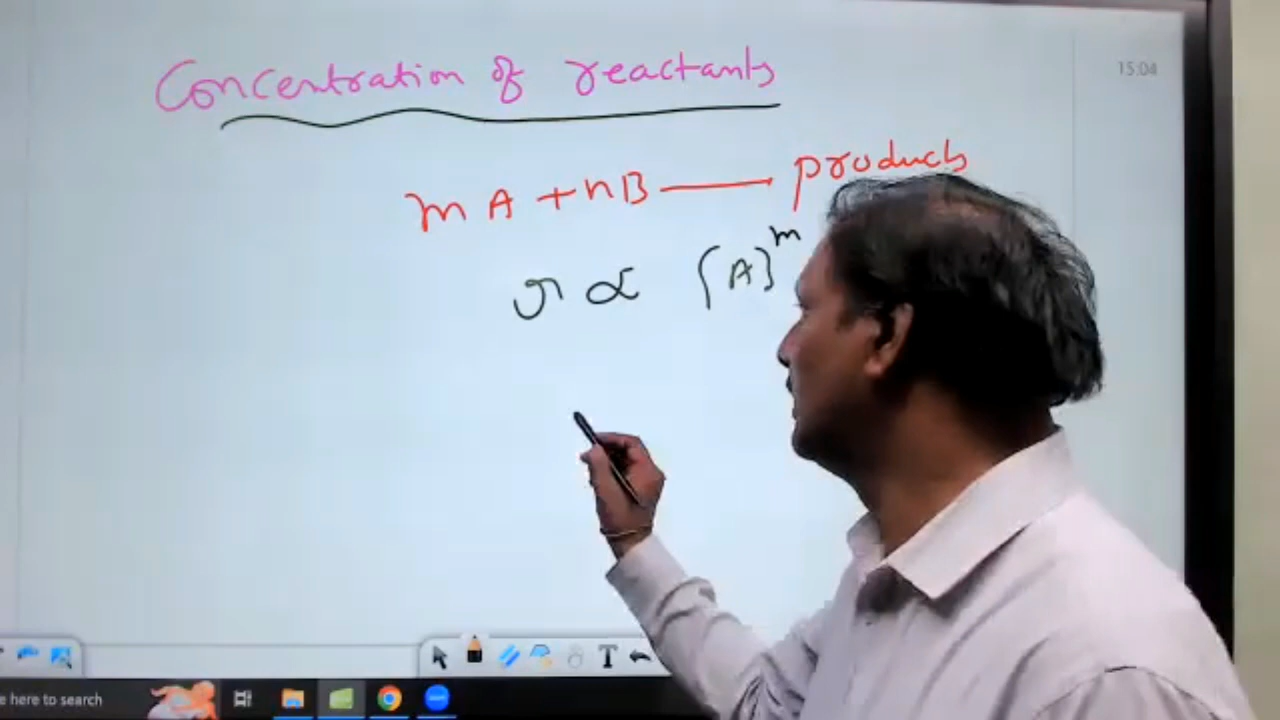 Concentration of reactants
15:04
m A + n B —— products
r ∝ [A]^m
e here to search
T